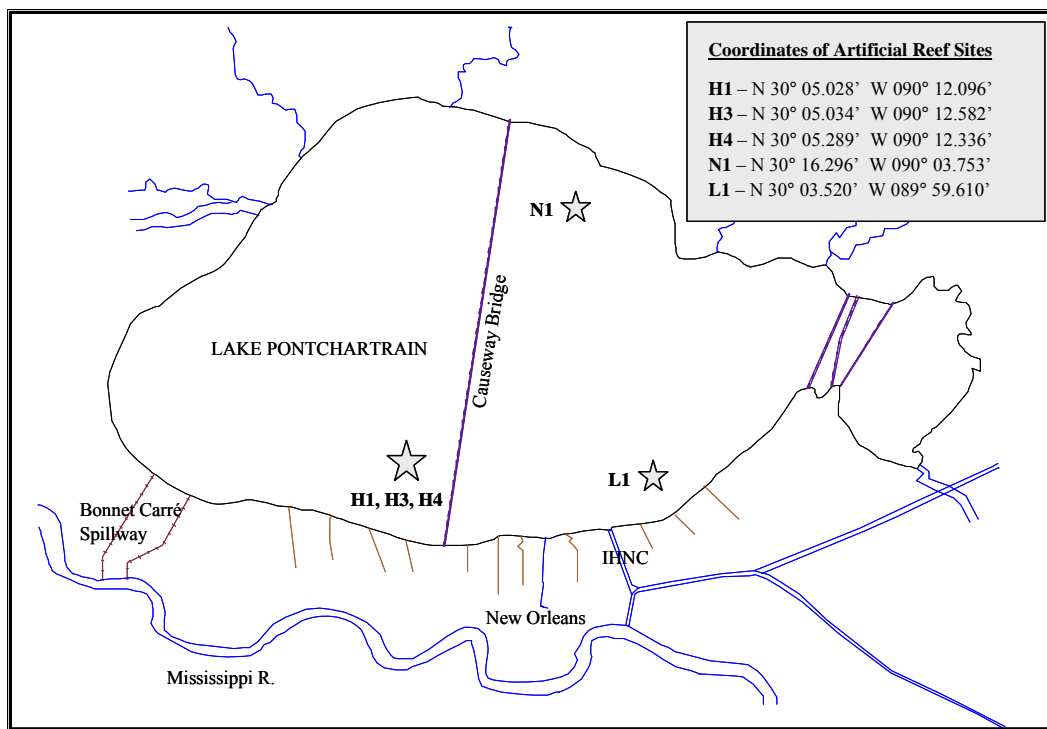 Coordinates of Artificial Reef Sites
H1 – N 30° 05.028’ W 090° 12.096’
H3 – N 30° 05.034’ W 090° 12.582’
H4 – N 30° 05.289’ W 090° 12.336’
N1 – N 30° 16.296’ W 090° 03.753’
L1 – N 30° 03.520’ W 089° 59.610’
N1
Causeway Bridge
LAKE PONTCHARTRAIN
H1, H3, H4
L1
Bonnet Carré
Spillway
IHNC
New Orleans
Mississippi R.